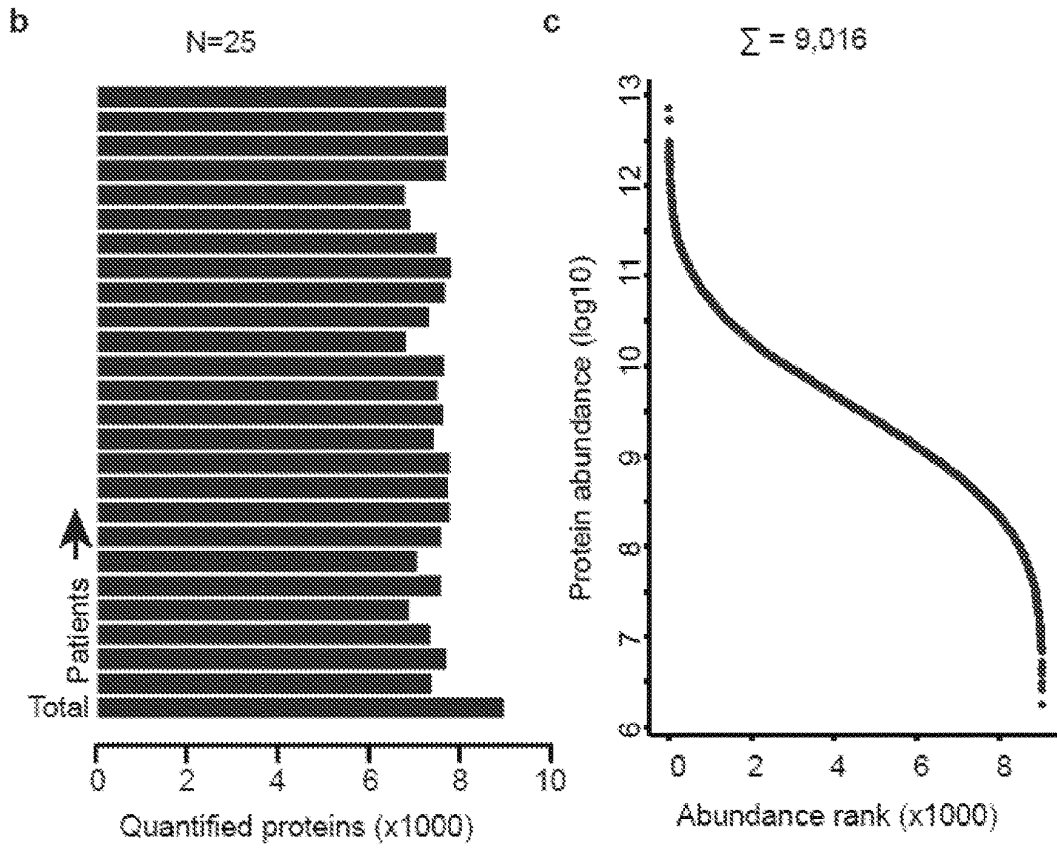 b
N=25
Patients
Total
0 2 4 6 8 10
Quantified proteins (x1000)
c
∑ = 9,016
13
12
11
10
9
8
7
6
Protein abundance (log10)
0 2 4 6 8
Abundance rank (x1000)